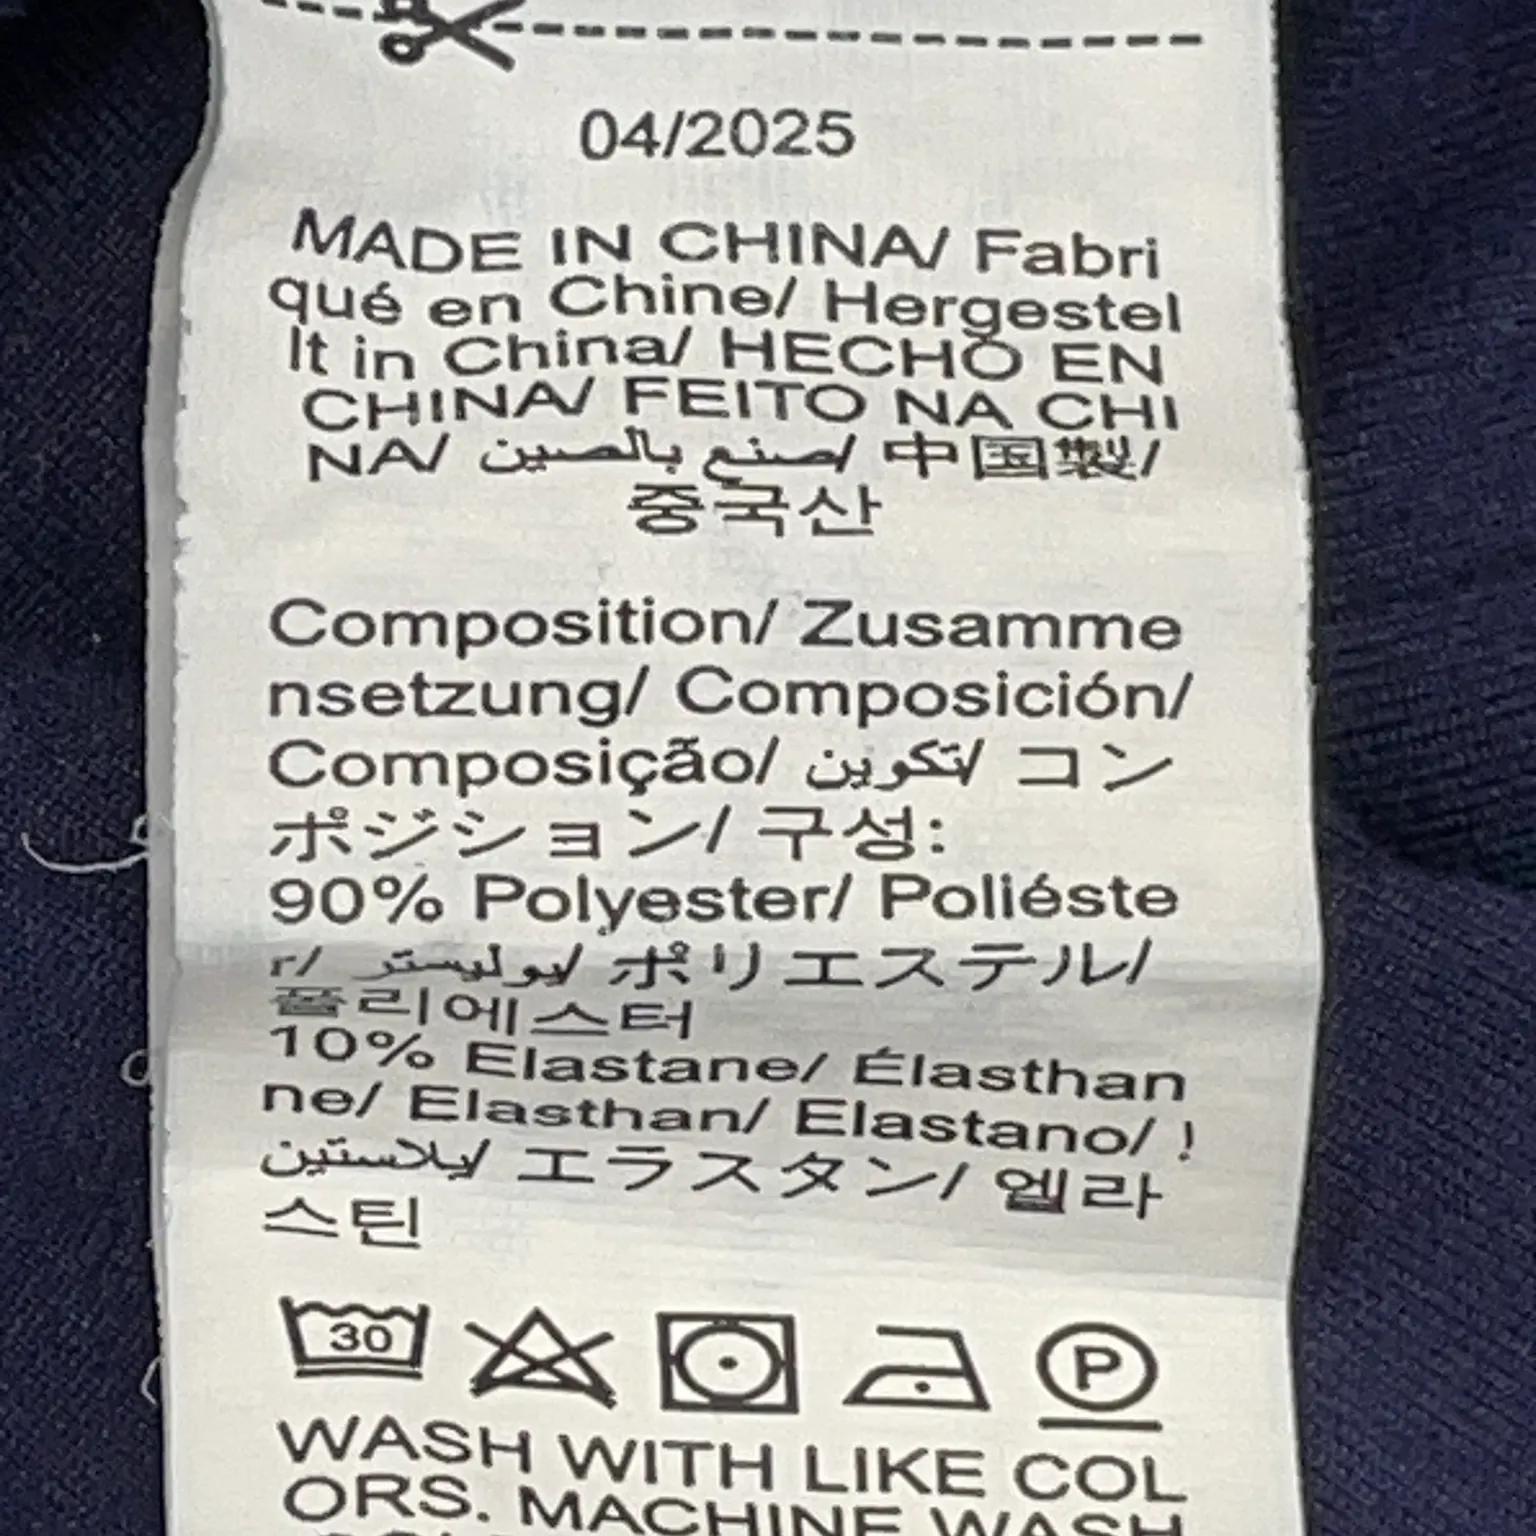 04/2025
MADE IN CHINA/ Fabri
qué en Chine/ Hergestel
lt in China/ HECHO EN
CHINA/ FEITO NA CHI
NA/ صنع بالصين/ 中国製/
중국산
Composition/ Zusamme
nsetzung/ Composición/
Composição/ تكوين/ コン
ポジション/ 구성:
90% Polyester/ Poliéste
r/ بوليستر/ ポリエステル/
폴리에스터
10% Elastane/ Élasthan
ne/ Elasthan/ Elastano/ !
يلاستين/ エラスタン/ 엘라
스틴
30
P
WASH WITH LIKE COL
ORS. MACHINE WASH